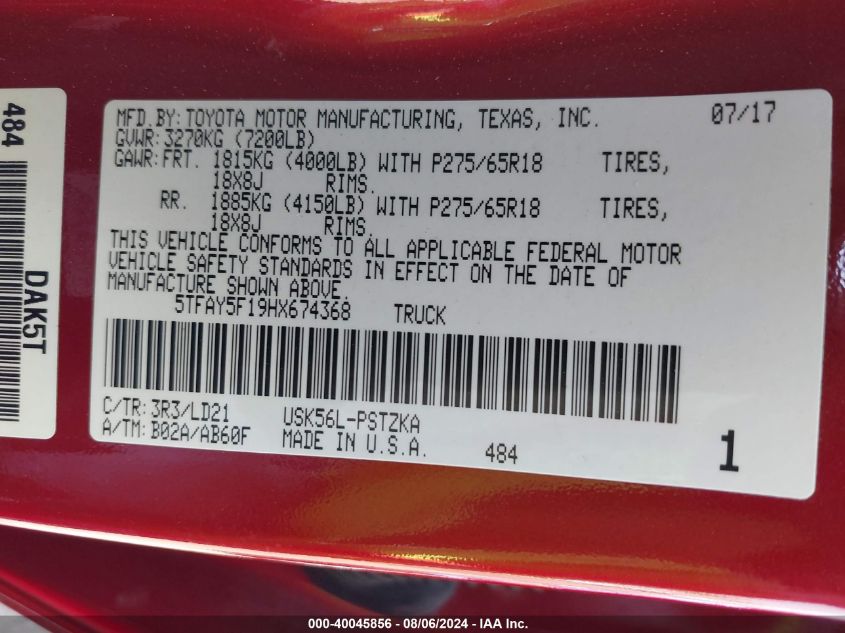 484
DAK5T
MFD.BY: TOYOTA MOTOR MANUFACTURING, TEXAS, INC. 07/17
GVWR: 3270KG (7200LB)
GAWR: FRT. 1815KG (4000LB) WITH P275/65R18 TIRES,
18X8J RIMS.
RR. 1885KG (4150LB) WITH P275/65R18 TIRES,
18X8J RIMS.
THIS VEHICLE CONFORMS TO ALL APPLICABLE FEDERAL MOTOR
VEHICLE SAFETY STANDARDS IN EFFECT ON THE DATE OF
MANUFACTURE SHOWN ABOVE.
5TFAY5F19HX674368 TRUCK
C/TR: 3R3/LD21 USK56L-PSTZKA
A/TM: B02A/AB60F MADE IN U.S.A. 484 1
000-40045856 - 08/06/2024 - IAA Inc.